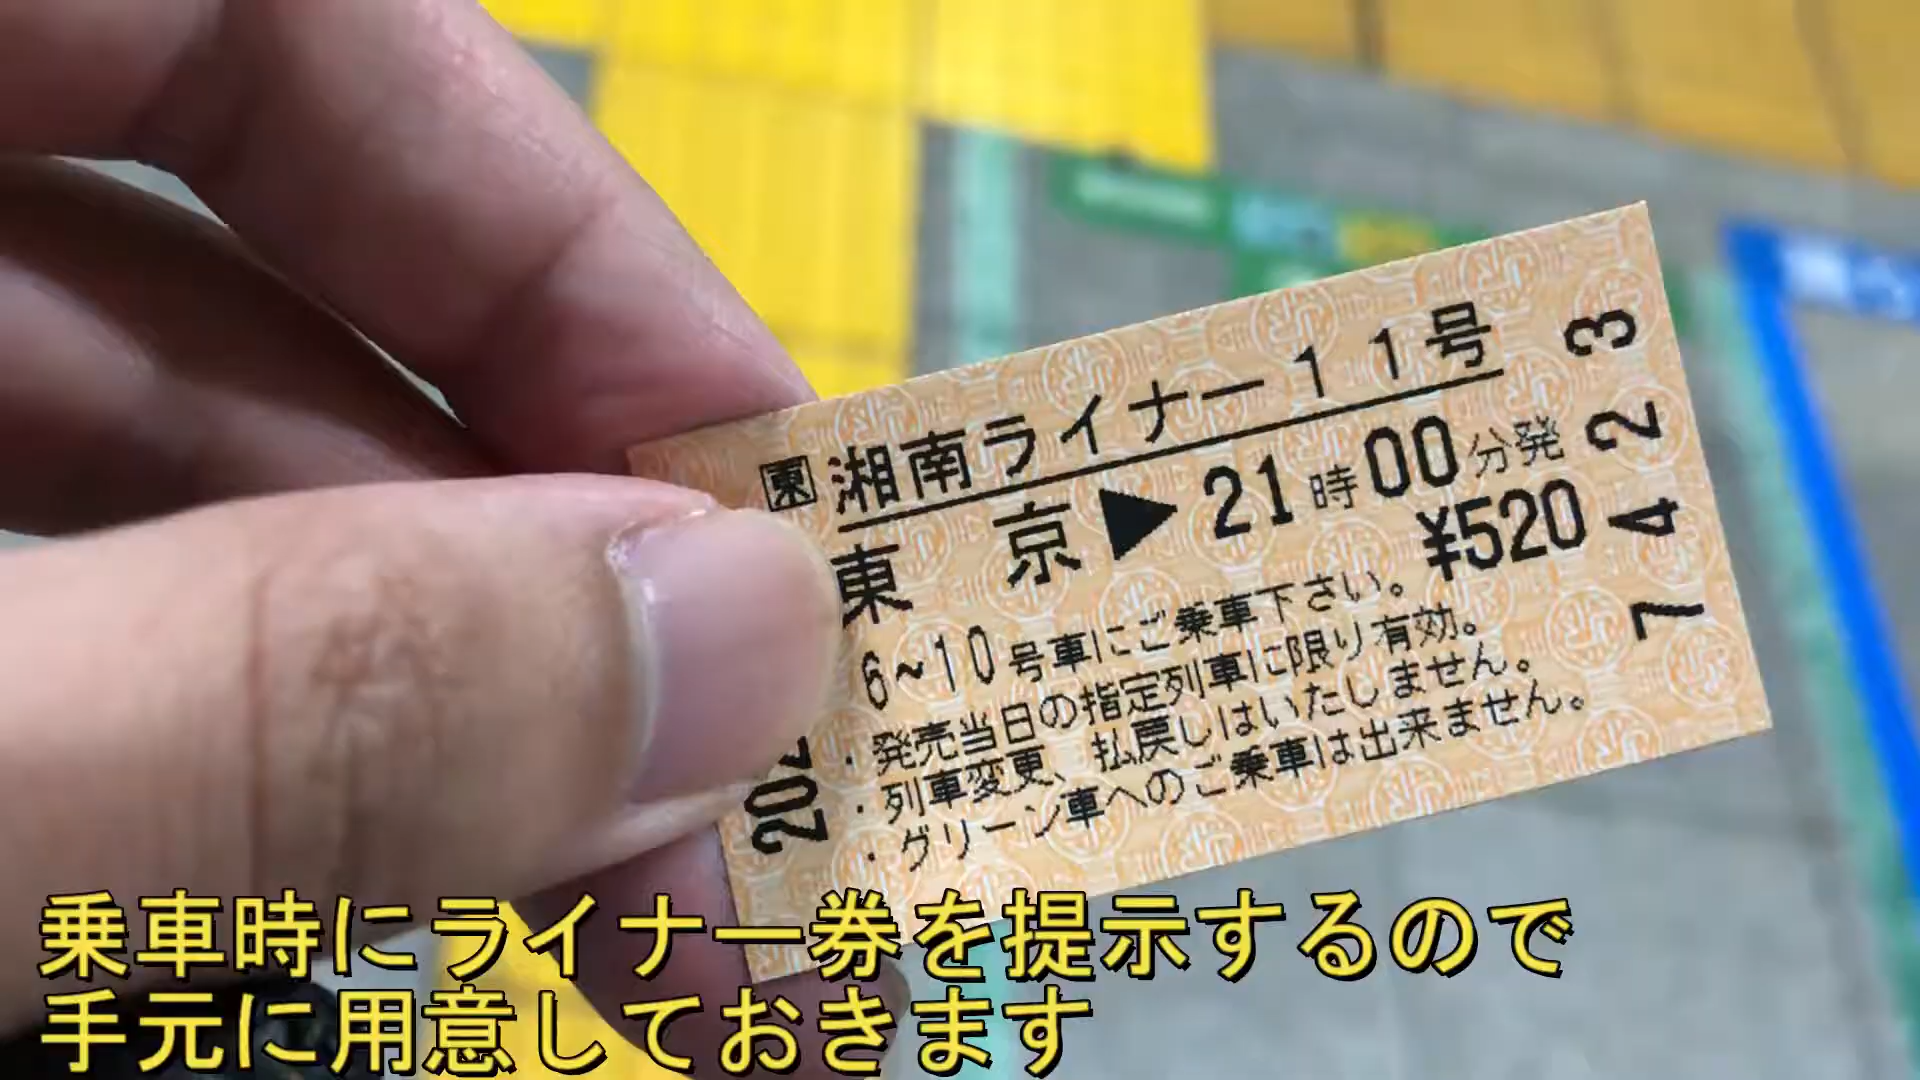 東 湘南ライナー11号
東京▶21時00分発
¥520
6~10号車にご乗車下さい。
・発売当日の指定列車に限り有効。
・列車変更、払戻しはいたしません。
・グリーン車へのご乗車は出来ません。
3247
乗車時にライナー券を提示するので
手元に用意しておきます